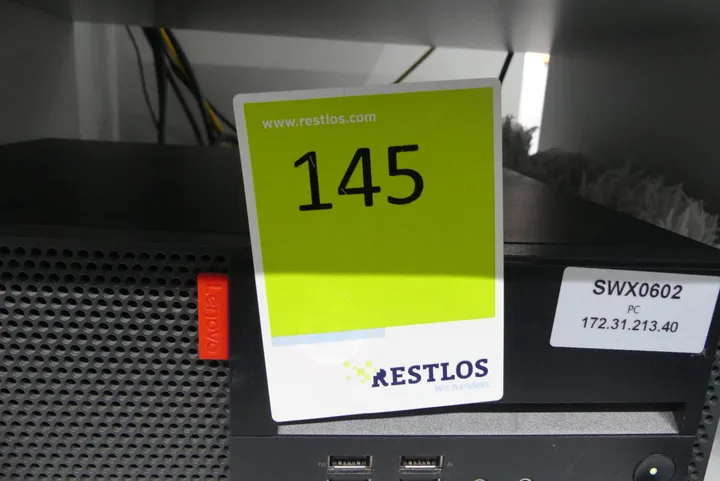 www.restlos.com
145
Lenovo
RESTLOS
Wir handeln.
SWX0602
PC
172.31.213.40